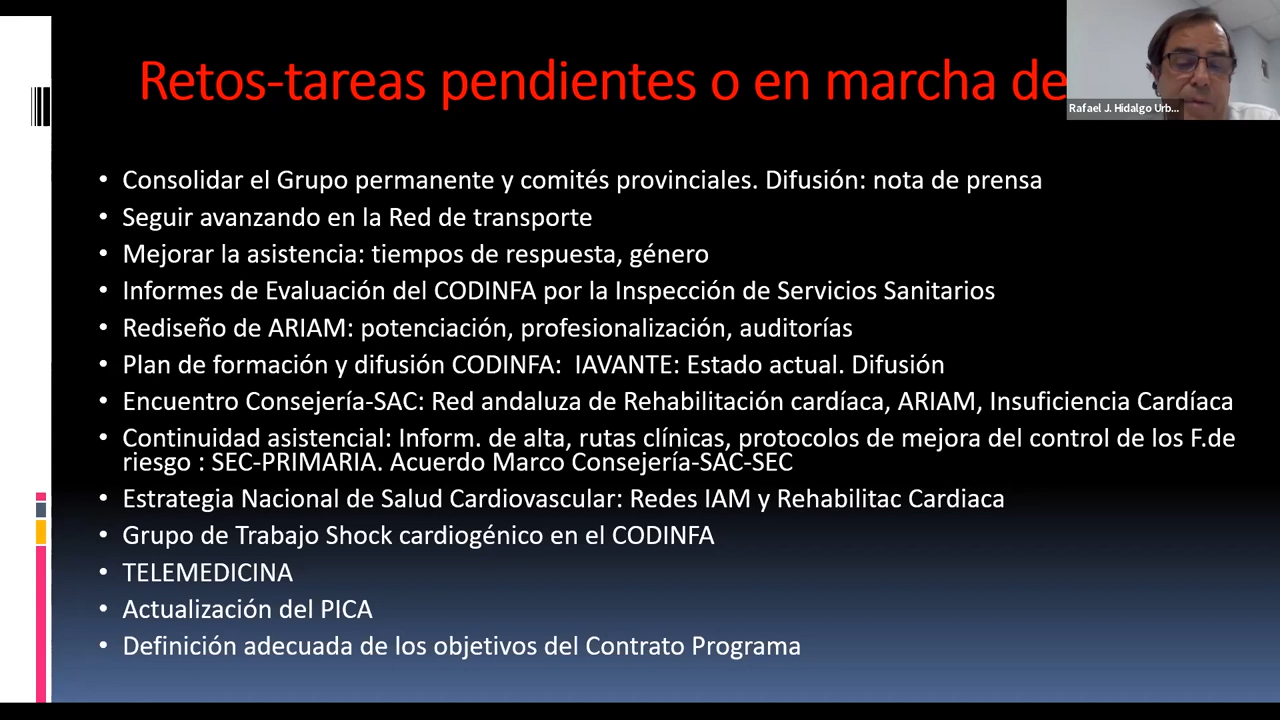 Retos-tareas pendientes o en marcha de
Rafael J. Hidalgo Urb...
• Consolidar el Grupo permanente y comités provinciales. Difusión: nota de prensa
• Seguir avanzando en la Red de transporte
• Mejorar la asistencia: tiempos de respuesta, género
• Informes de Evaluación del CODINFA por la Inspección de Servicios Sanitarios
• Rediseño de ARIAM: potenciación, profesionalización, auditorías
• Plan de formación y difusión CODINFA:  IAVANTE: Estado actual. Difusión
• Encuentro Consejería-SAC: Red andaluza de Rehabilitación cardíaca, ARIAM, Insuficiencia Cardíaca
• Continuidad asistencial: Inform. de alta, rutas clínicas, protocolos de mejora del control de los F.de
riesgo : SEC-PRIMARIA. Acuerdo Marco Consejería-SAC-SEC
• Estrategia Nacional de Salud Cardiovascular: Redes IAM y Rehabilitac Cardiaca
• Grupo de Trabajo Shock cardiogénico en el CODINFA
• TELEMEDICINA
• Actualización del PICA
• Definición adecuada de los objetivos del Contrato Programa